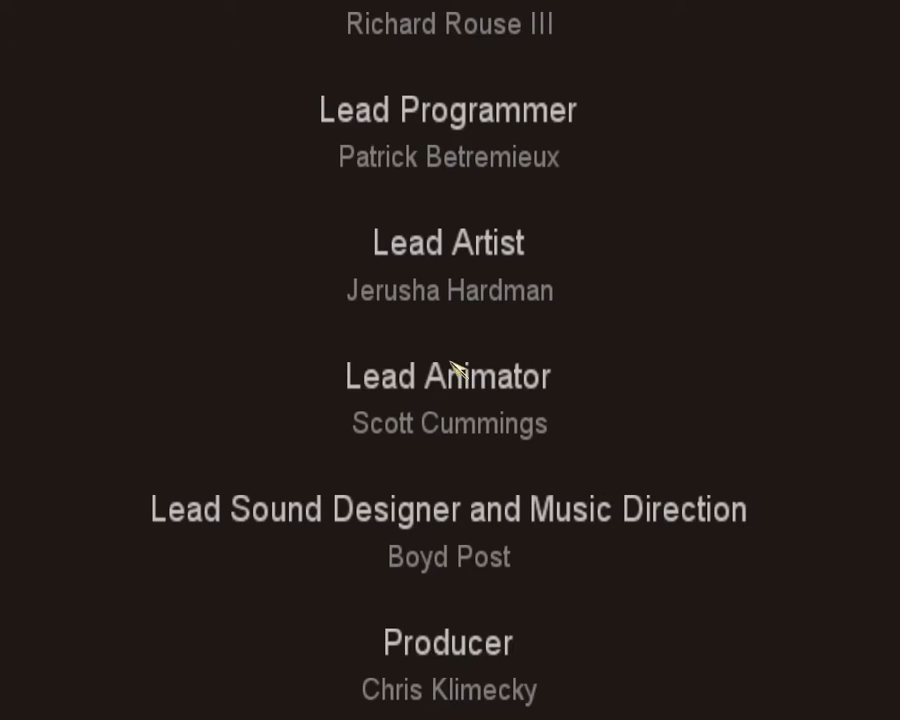 Richard Rouse III
Lead Programmer
Patrick Betremieux
Lead Artist
Jerusha Hardman
Lead Animator
Scott Cummings
Lead Sound Designer and Music Direction
Boyd Post
Producer
Chris Klimecky